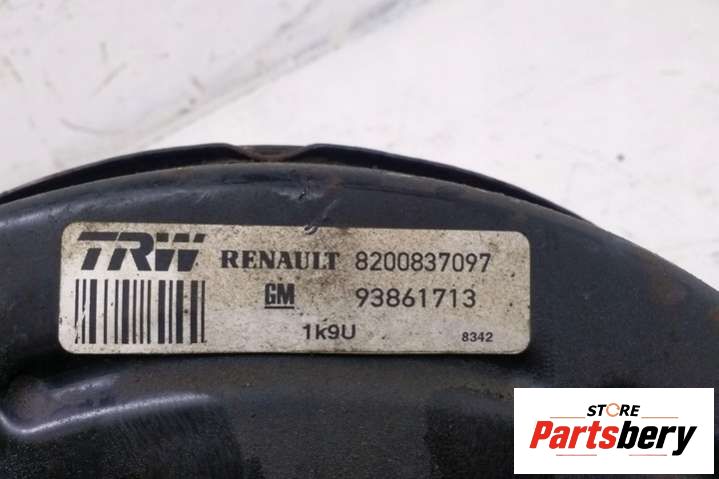 TRW RENAULT 8200837097
GM 93861713
1k9U 8342
STORE
Partsbery